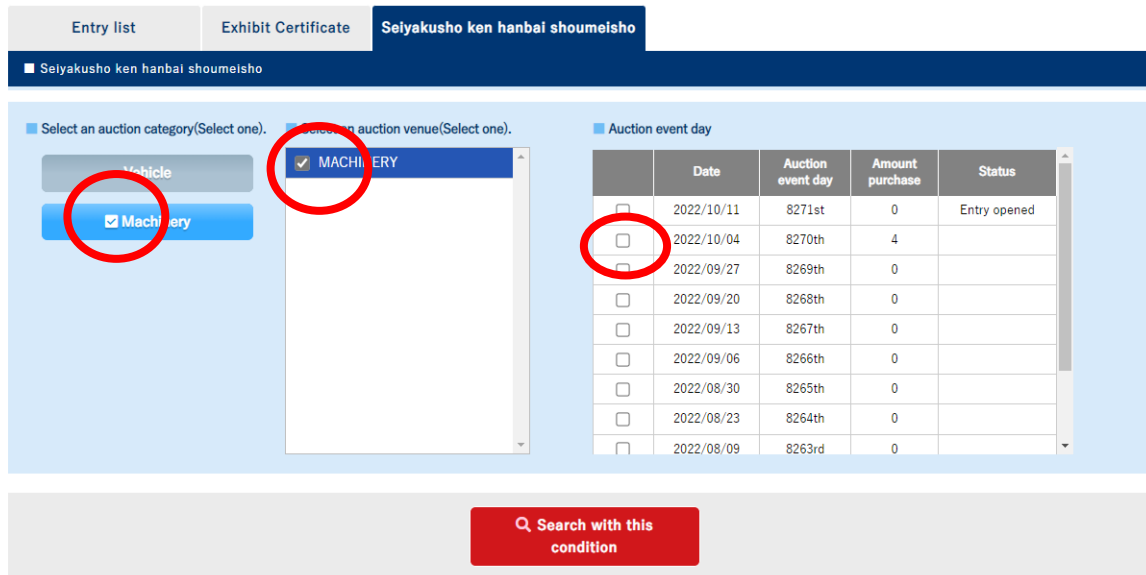 Entry list
Exhibit Certificate
Seiyakusho ken hanbai shoumeisho
Seiyakusho ken hanbai shoumeisho
Select an auction category(Select one).
Select an auction venue(Select one).
Auction event day
Vehicle
Machinery
MACHINERY
Date Auction event day Amount purchase Status
2022/10/11 8271st 0 Entry opened
2022/10/04 8270th 4
2022/09/27 8269th 0
2022/09/20 8268th 0
2022/09/13 8267th 0
2022/09/06 8266th 0
2022/08/30 8265th 0
2022/08/23 8264th 0
2022/08/09 8263rd 0
Search with this
condition